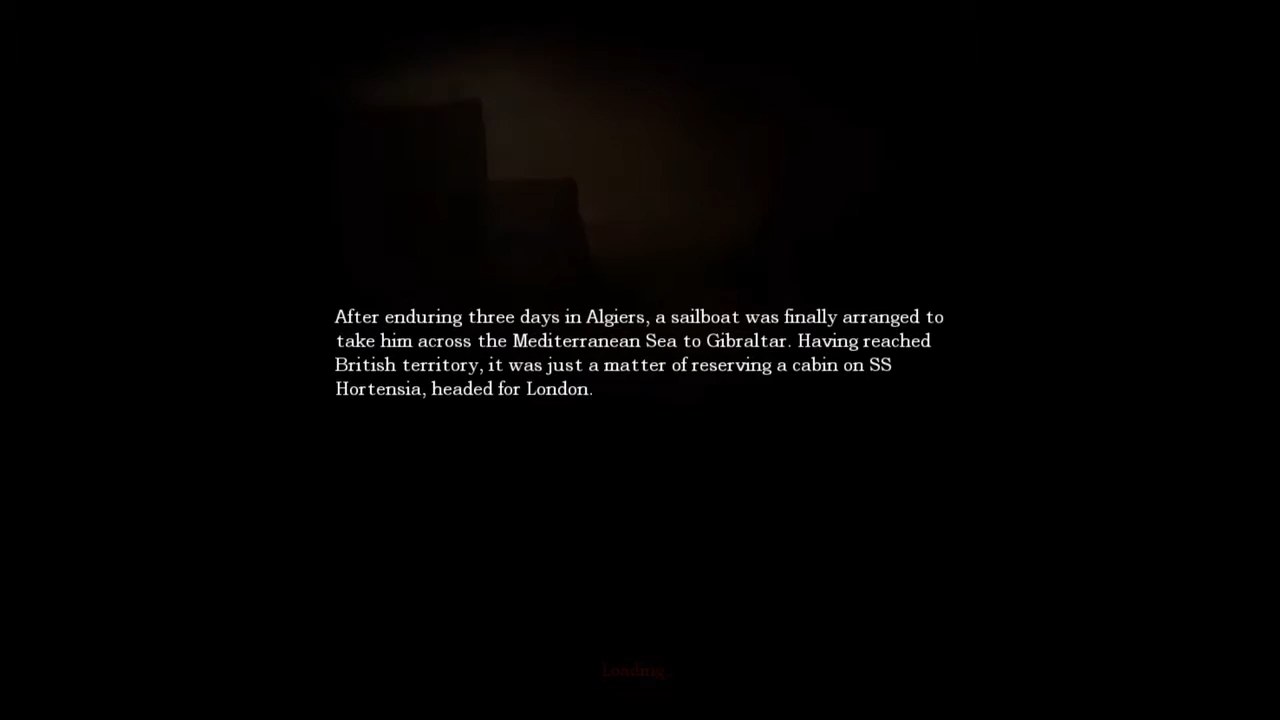 After enduring three days in Algiers, a sailboat was finally arranged to
take him across the Mediterranean Sea to Gibraltar. Having reached
British territory, it was just a matter of reserving a cabin on SS
Hortensia, headed for London.
Loading..